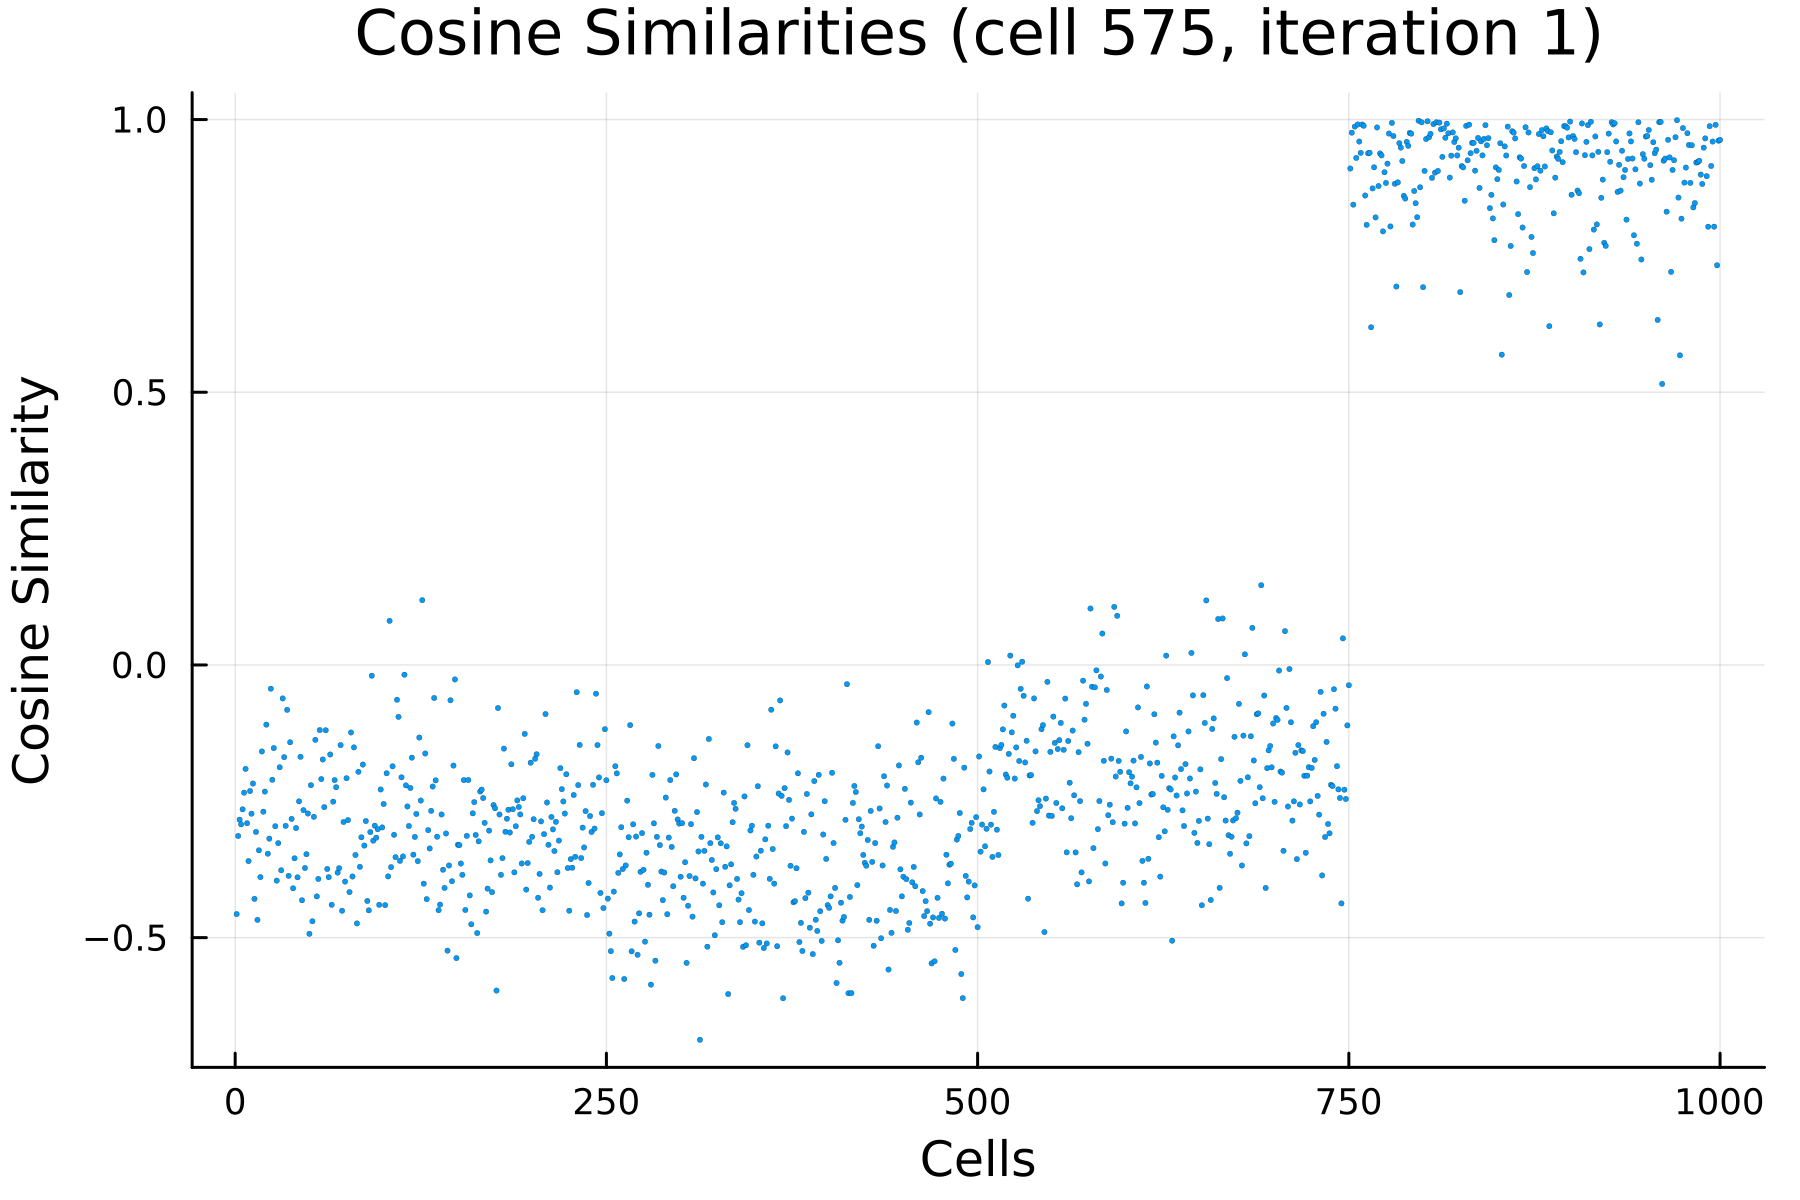 Cosine Similarities (cell 575, iteration 1)
Cosine Similarity
1.0
0.5
0.0
−0.5
0 250 500 750 1000
Cells